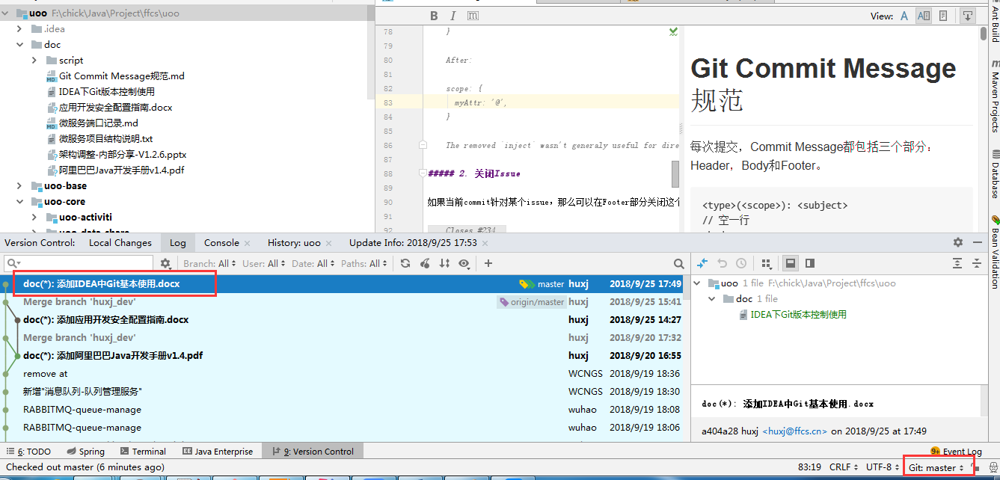 uoo F:\chick\Java\Project\ffcs\uoo
.idea
doc
script
Git Commit Message规范.md
IDEA下Git版本控制使用
应用开发安全配置指南.docx
微服务端口记录.md
微服务项目结构说明.txt
架构调整-内部分享-V1.2.6.pptx
阿里巴巴Java开发手册v1.4.pdf
uoo-base
uoo-core
uoo-activiti
B I m
View: A A
78 }
79
80 After:
81
82 scope: {
83 myAttr: '@',
84 }
85
86 The removed `inject` wasn't generaly useful for dire
87
88 ##### 2. 关闭Issue
89
90 如果当前commit针对某个issue，那么可以在Footer部分关闭这个
91
92 Closes #234
Git Commit Message
规范
每次提交，Commit Message都包括三个部分：
Header，Body和Footer。
<type>(<scope>): <subject>
// 空一行
Ant Build
Maven Projects
Database
Bean Validation
Version Control: Local Changes Log Console × History: uoo × Update Info: 2018/9/25 17:53 ×
Branch: All User: All Date: All Paths: All
doc(*): 添加IDEA中Git基本使用.docx master huxj 2018/9/25 17:49
Merge branch 'huxj_dev' origin/master huxj 2018/9/25 15:41
doc(*): 添加应用开发安全配置指南.docx huxj 2018/9/25 14:27
Merge branch 'huxj_dev' huxj 2018/9/20 17:32
doc(*): 添加阿里巴巴Java开发手册v1.4.pdf huxj 2018/9/20 16:55
remove at WCNGS 2018/9/19 18:36
新增"消息队列-队列管理服务" WCNGS 2018/9/19 18:30
RABBITMQ-queue-manage wuhao 2018/9/19 18:08
RABBITMQ-queue-manage wuhao 2018/9/19 18:06
uoo 1 file F:\chick\Java\Project\ffcs\uoo
doc 1 file
IDEA下Git版本控制使用
doc(*): 添加IDEA中Git基本使用.docx
a404a28 huxj <huxj@ffcs.cn> on 2018/9/25 at 17:49
6: TODO Spring Terminal Java Enterprise 9: Version Control 9+ Event Log
Checked out master (6 minutes ago) 83:19 CRLF UTF-8 Git: master